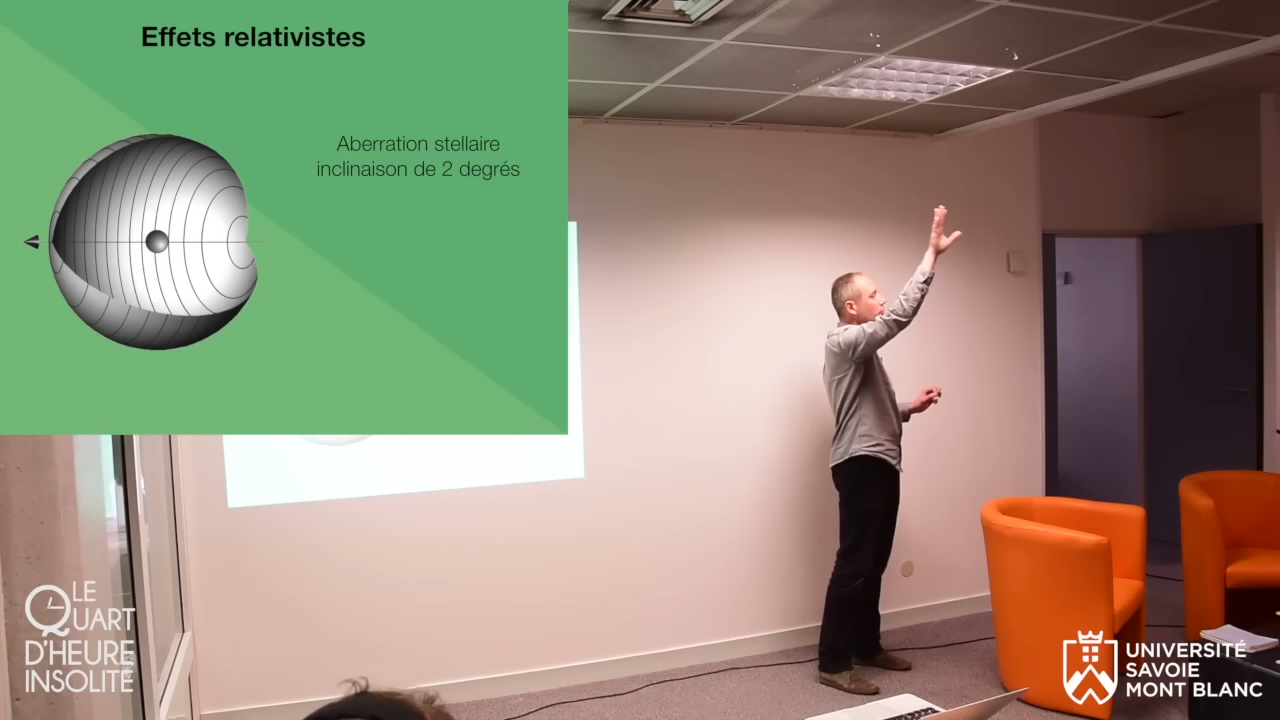 Effets relativistes
Aberration stellaire
inclinaison de 2 degrés
LE
QUART
D'HEURE
INSOLITE
UNIVERSITÉ
SAVOIE
MONT BLANC